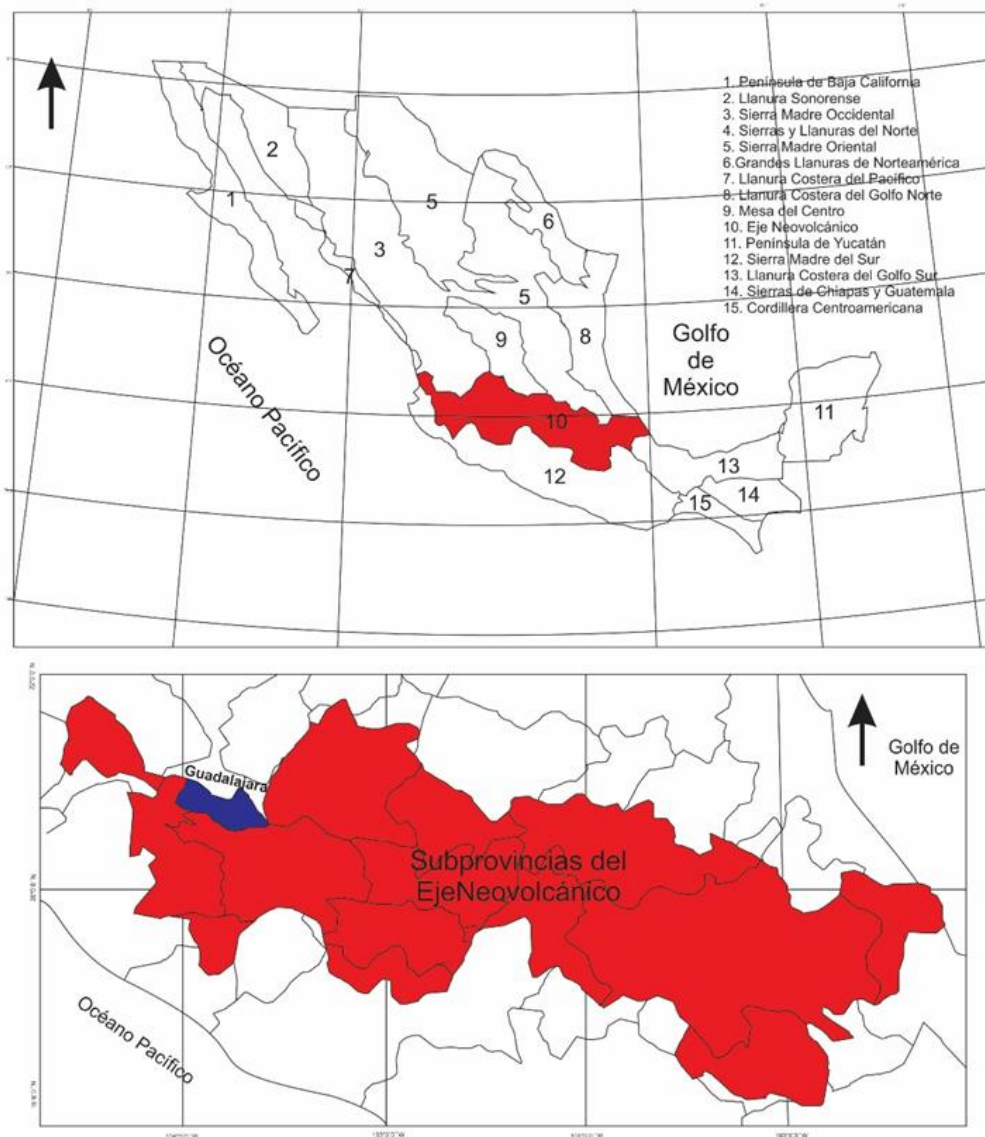 1. Península de Baja California
2. Llanura Sonorense
3. Sierra Madre Occidental
4. Sierras y Llanuras del Norte
5. Sierra Madre Oriental
6.Grandes Llanuras de Norteamérica
7. Llanura Costera del Pacífico
8. Llanura Costera del Golfo Norte
9. Mesa del Centro
10. Eje Neovolcánico
11. Península de Yucatán
12. Sierra Madre del Sur
13. Llanura Costera del Golfo Sur
14. Sierras de Chiapas y Guatemala
15. Cordillera Centroamericana
2
1
5
6
3
7
5
9
8
Golfo
de
México
Océano Pacífico
10
11
12
13
14
15
Golfo de
México
Guadalajara
Subprovincias del
EjeNeovolcánico
Océano Pacífico